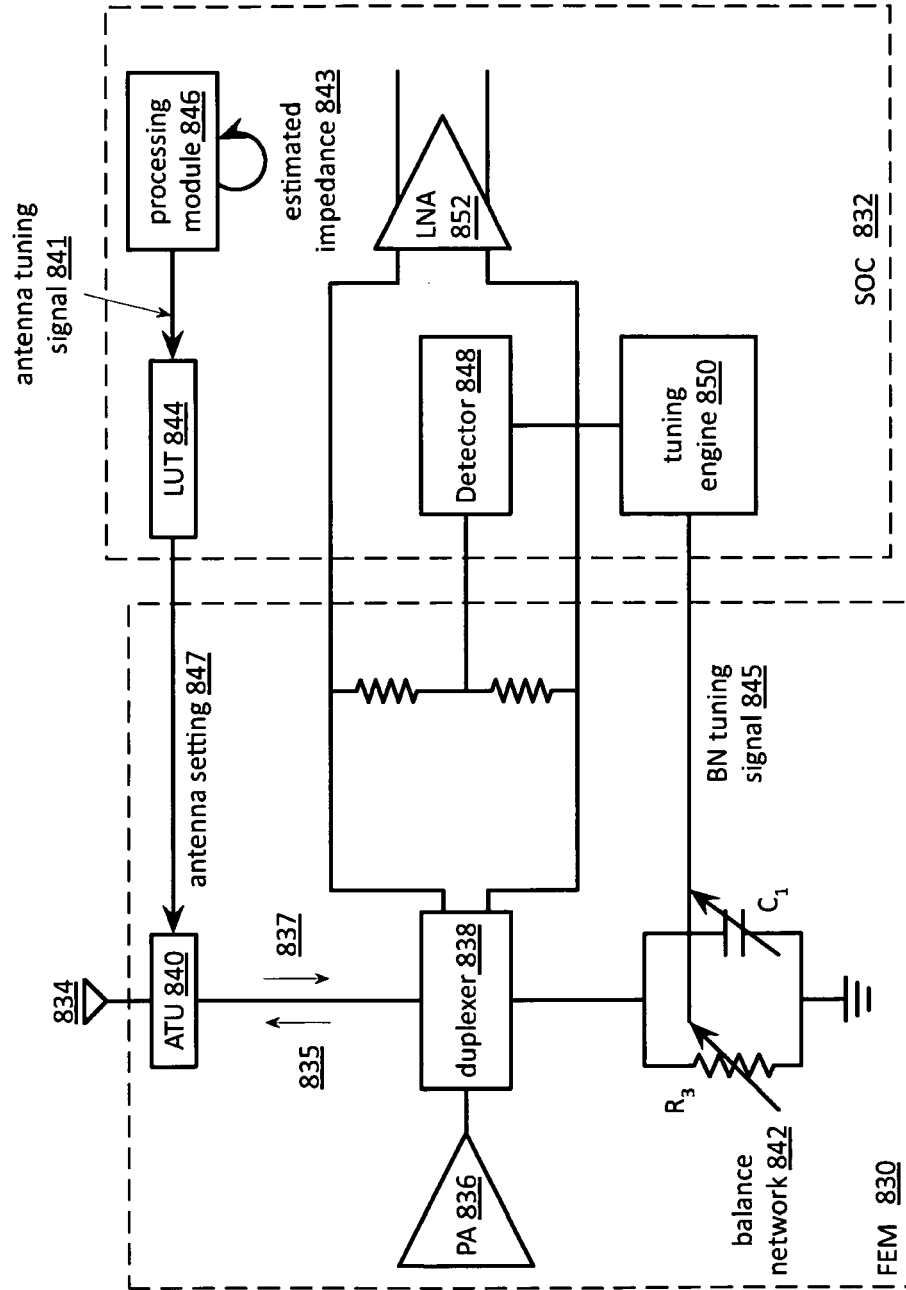 antenna tuning
signal 841
834
ATU 840
antenna setting 847
LUT 844
processing
module 846
estimated
impedance 843
835
837
PA 836
duplexer 838
Detector 848
LNA
852
tuning
engine 850
BN tuning
signal 845
R3
C1
balance
network 842
FEM 830
SOC 832